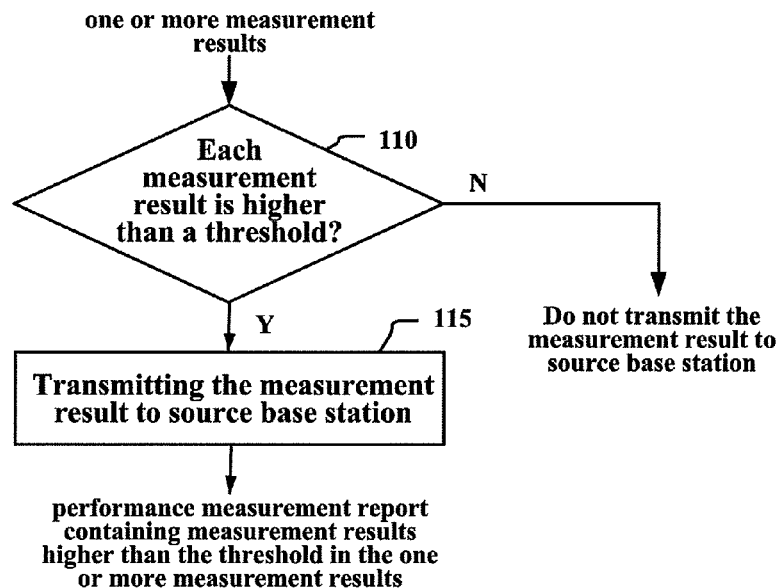 one or more measurement
results
110
Each
measurement
result is higher
than a threshold?
N
Y
115
Do not transmit the
measurement result to
source base station
Transmitting the measurement
result to source base station
performance measurement report
containing measurement results
higher than the threshold in the one
or more measurement results